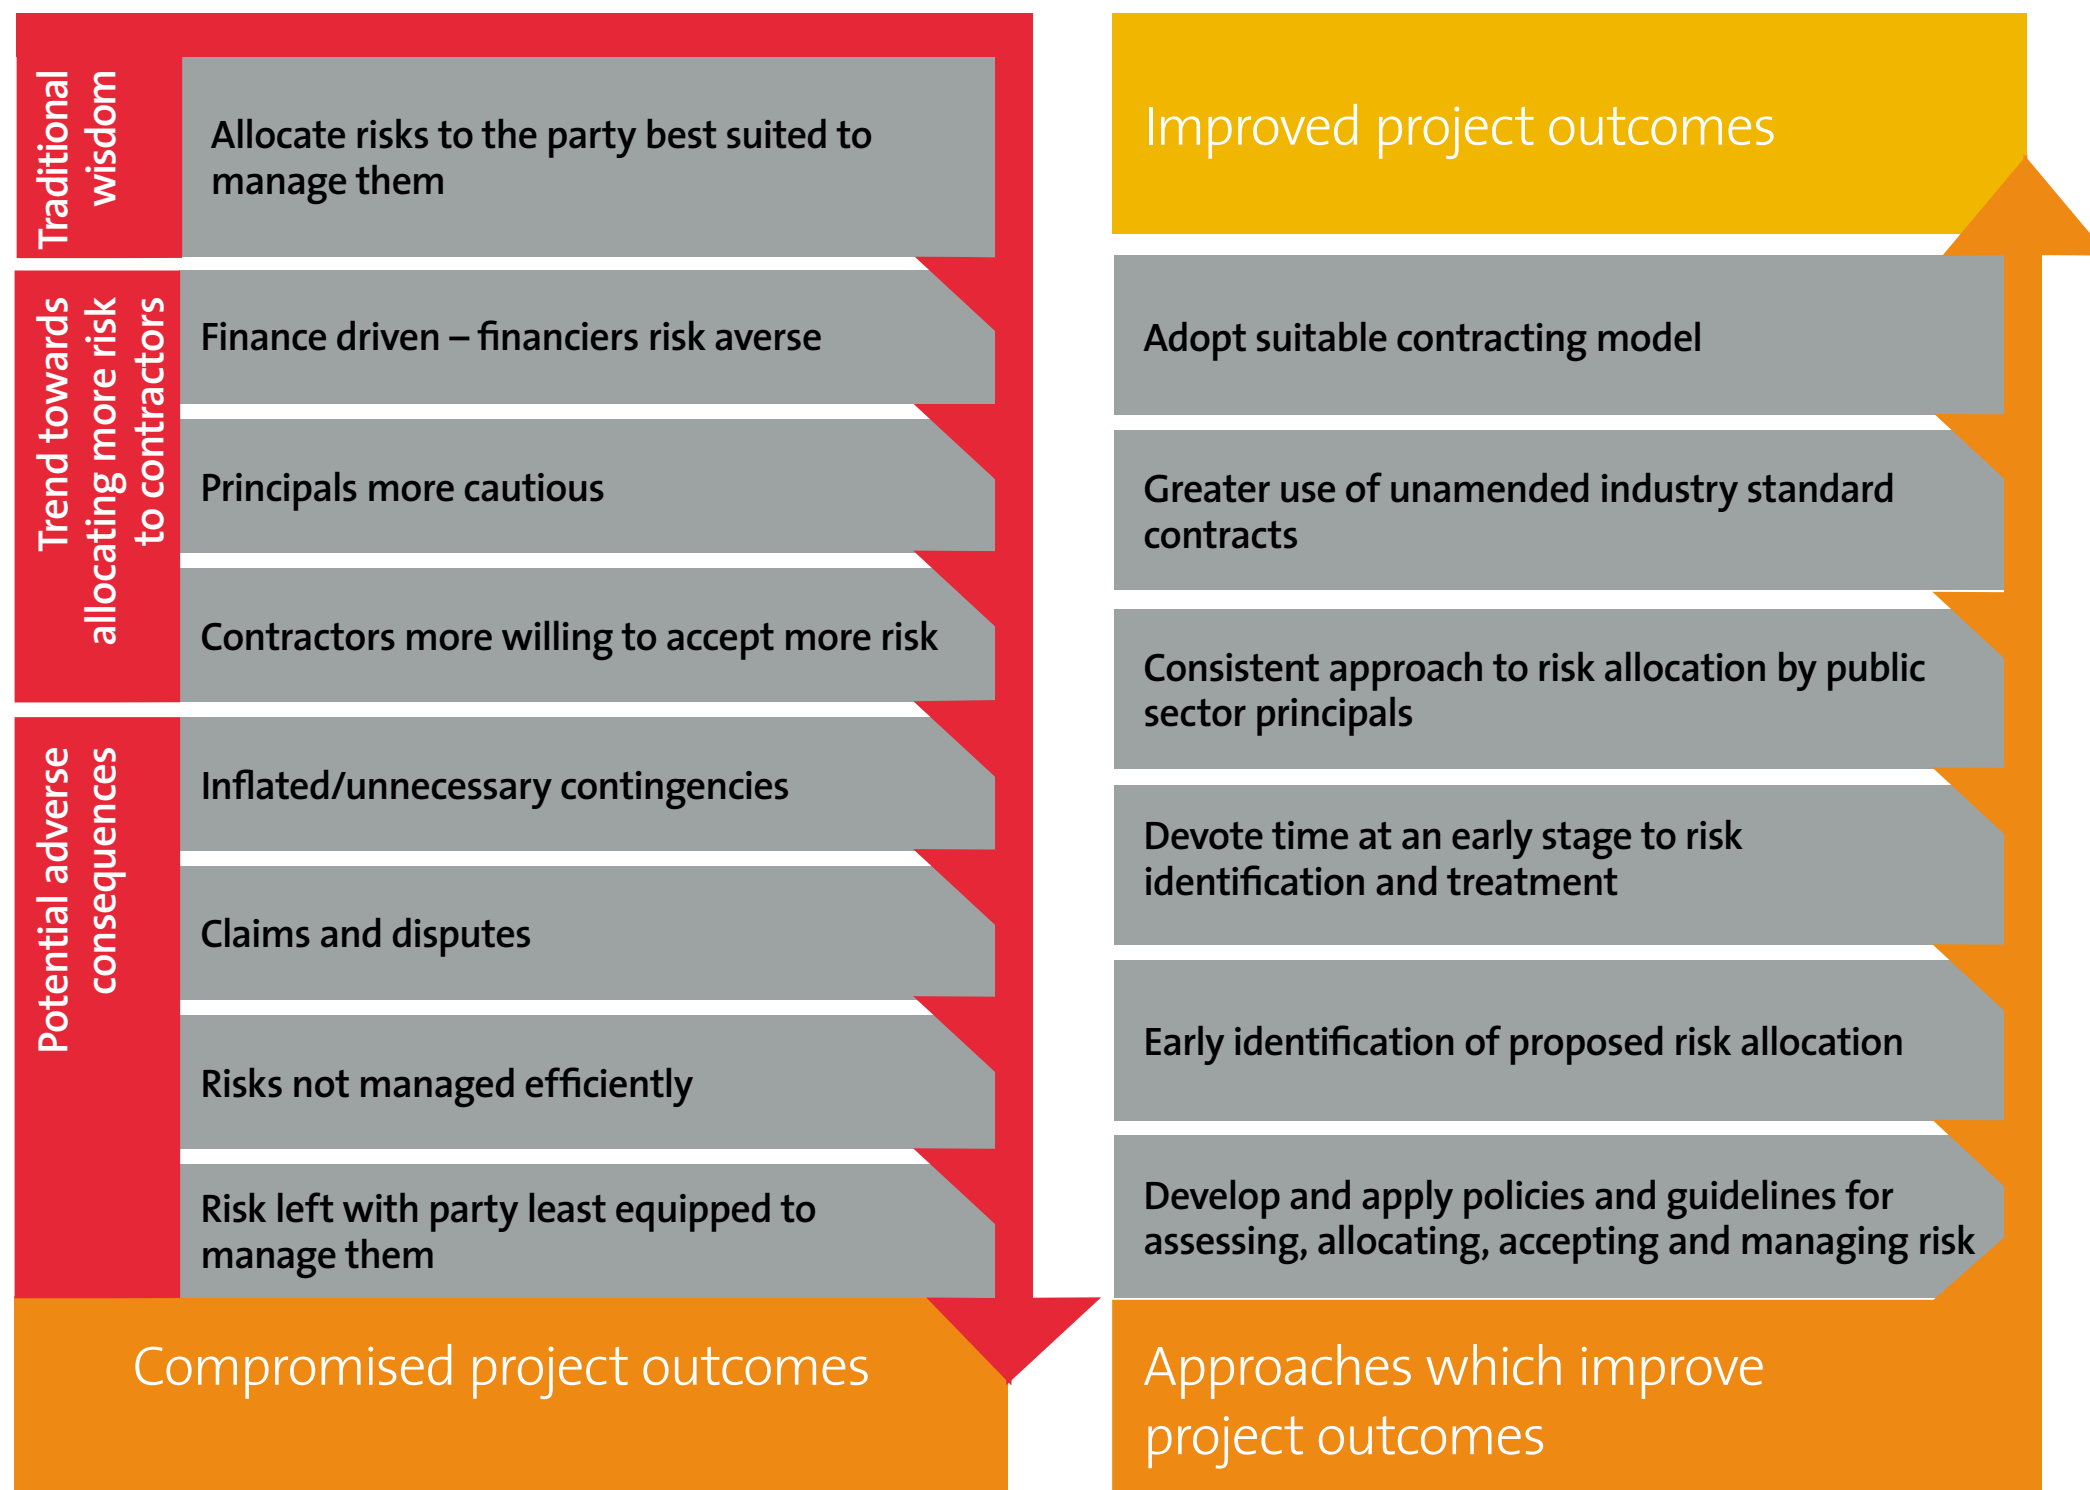 Traditional
wisdom
Allocate risks to the party best suited to
manage them
Trend towards
allocating more risk
to contractors
Finance driven – financiers risk averse
Principals more cautious
Contractors more willing to accept more risk
Potential adverse
consequences
Inflated/unnecessary contingencies
Claims and disputes
Risks not managed efficiently
Risk left with party least equipped to
manage them
Compromised project outcomes
Improved project outcomes
Adopt suitable contracting model
Greater use of unamended industry standard
contracts
Consistent approach to risk allocation by public
sector principals
Devote time at an early stage to risk
identification and treatment
Early identification of proposed risk allocation
Develop and apply policies and guidelines for
assessing, allocating, accepting and managing risk
Approaches which improve
project outcomes